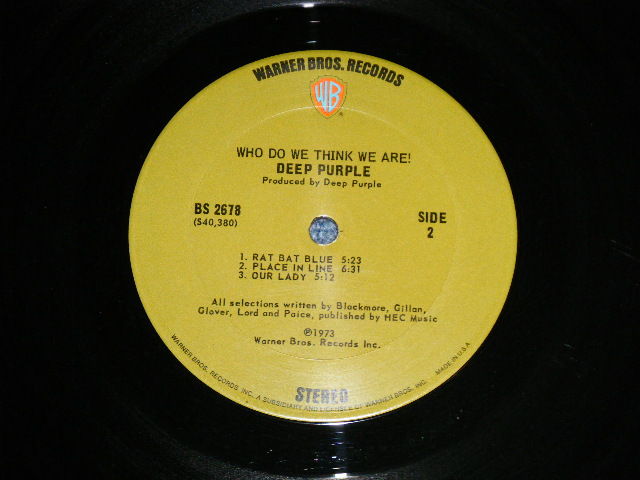 WARNER BROS. RECORDS
WB
®
WHO DO WE THINK WE ARE!
DEEP PURPLE
Produced by Deep Purple
BS 2678
(S40,380)
SIDE
2
1. RAT BAT BLUE 5:23
2. PLACE IN LINE 6:31
3. OUR LADY 5:12
All selections written by Blackmore, Gillan,
Glover, Lord and Paice, published by HEC Music
℗1973
Warner Bros. Records Inc.
STEREO
WARNER BROS. RECORDS INC. A SUBSIDIARY AND LICENSEE OF WARNER BROS. INC. MADE IN U.S.A.